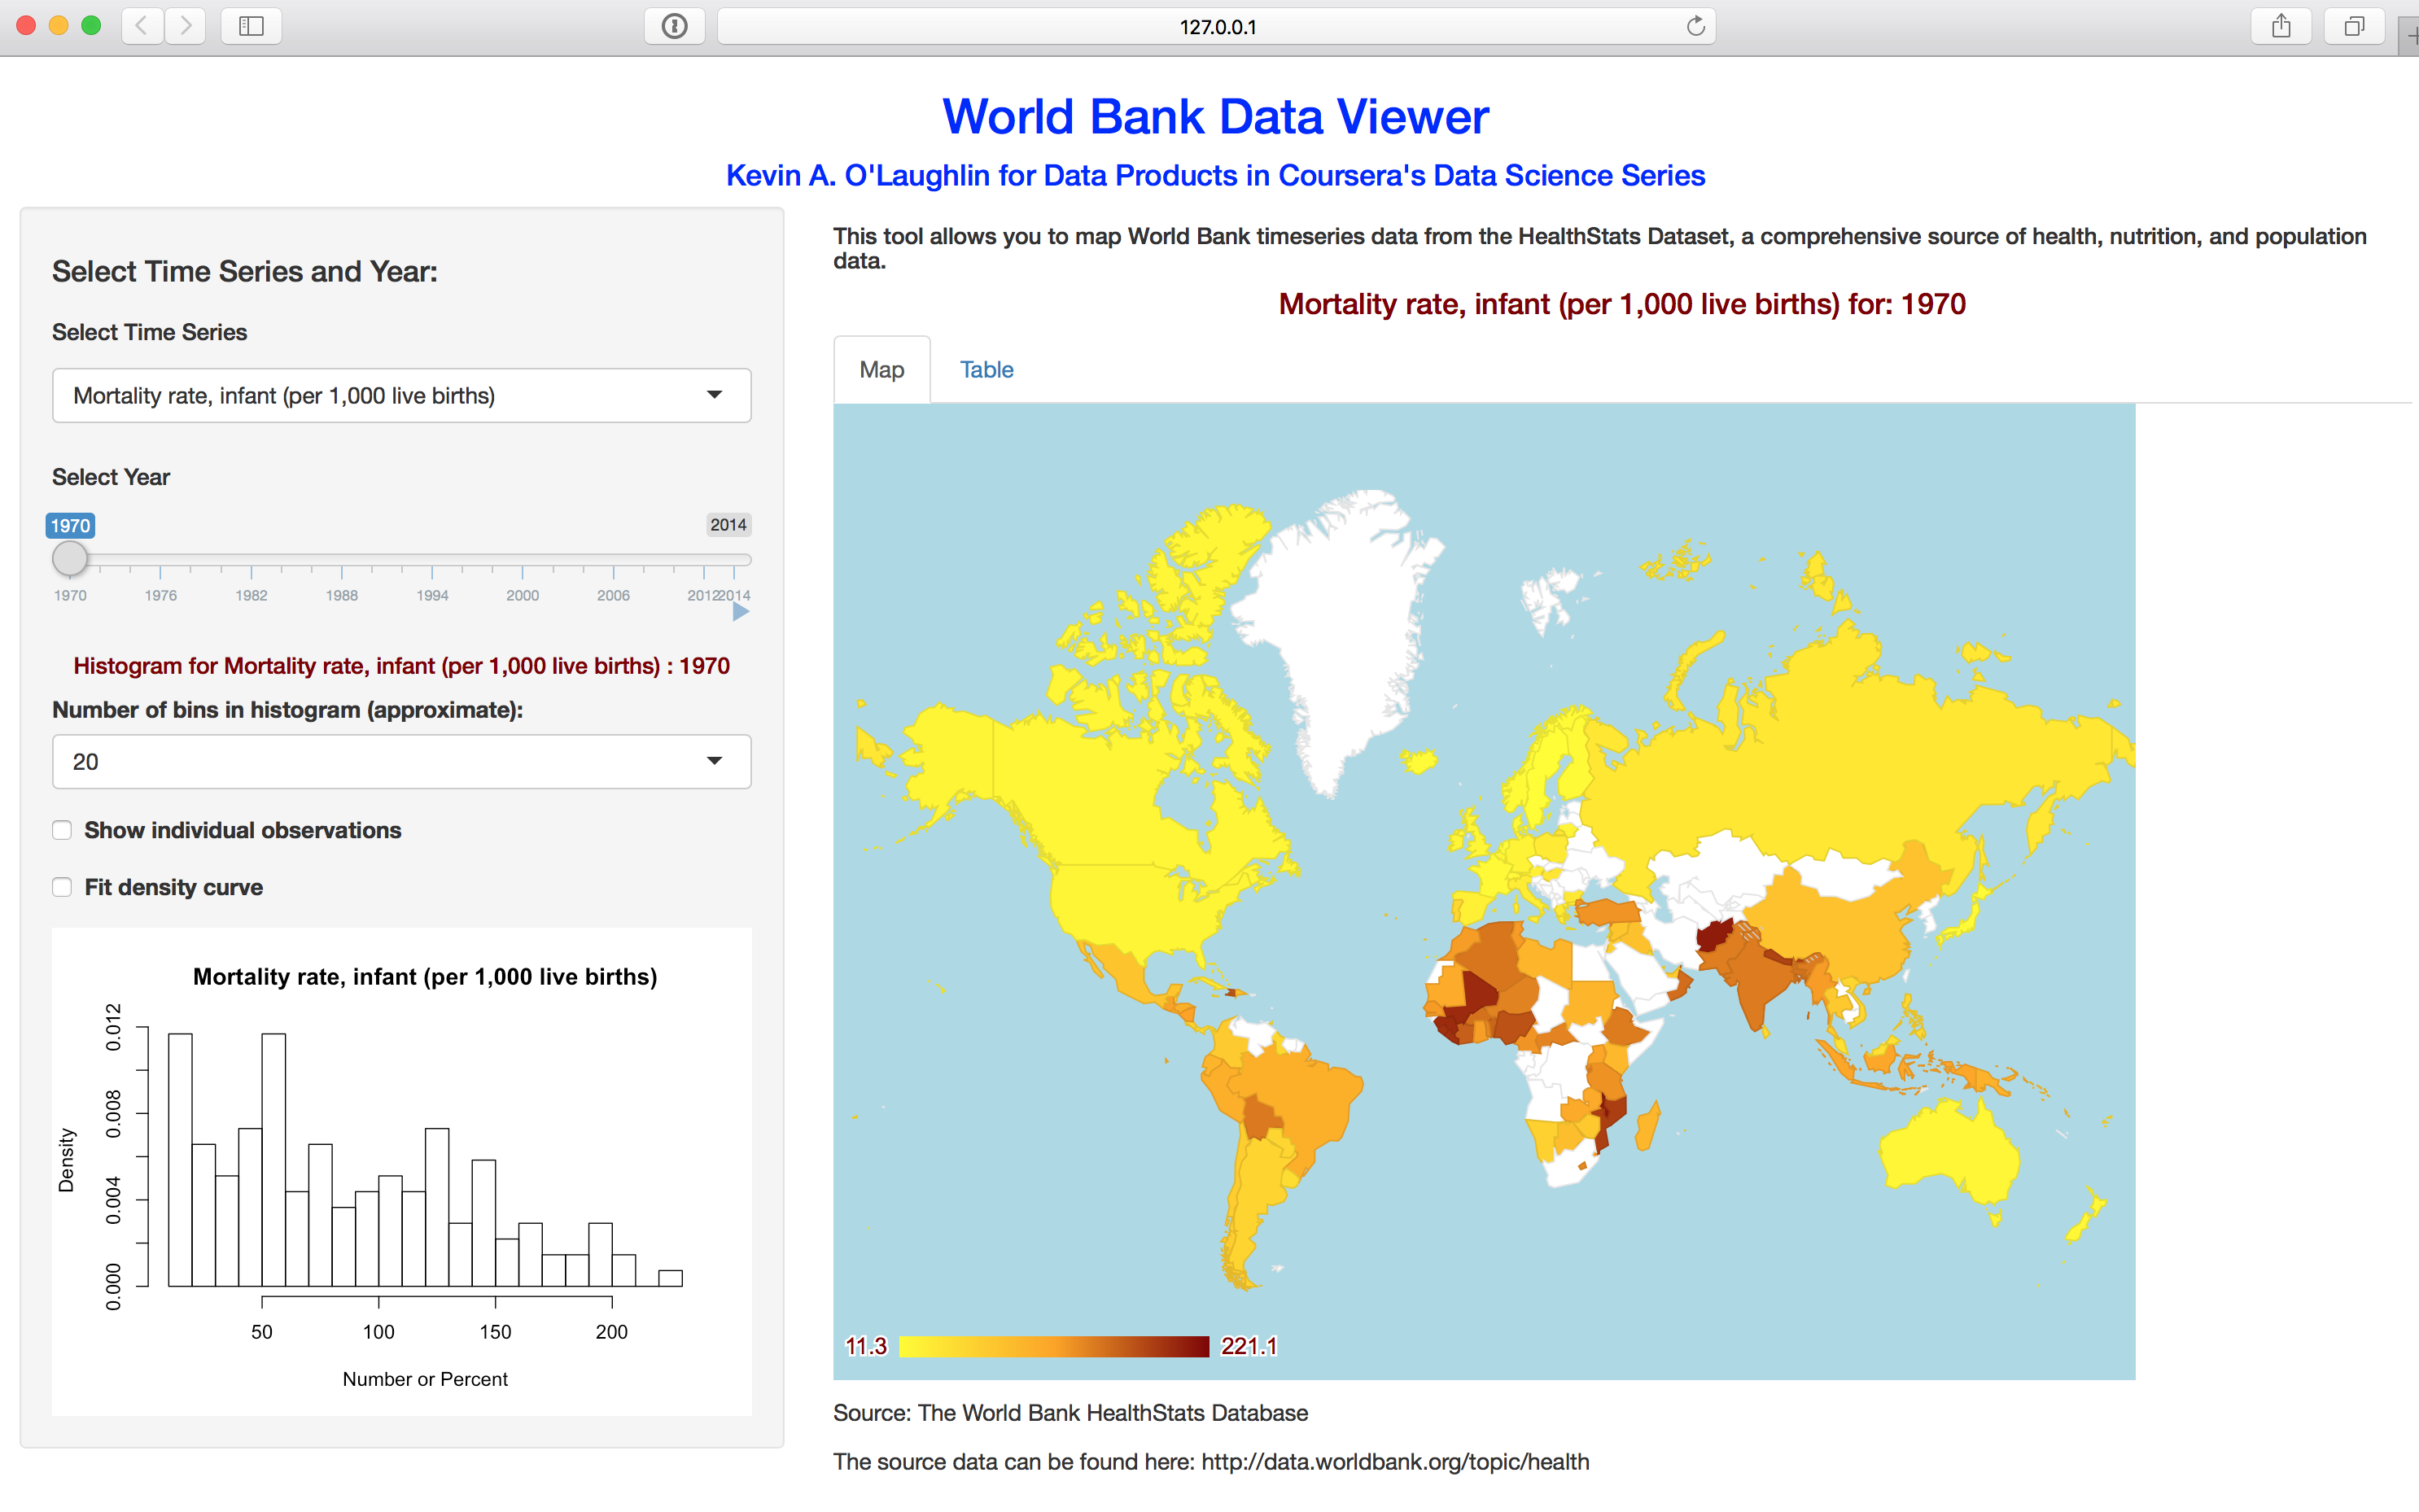 127.0.0.1
World Bank Data Viewer
Kevin A. O'Laughlin for Data Products in Coursera's Data Science Series
Select Time Series and Year:
Select Time Series
Mortality rate, infant (per 1,000 live births)
Select Year
1970
2014
1970 1976 1982 1988 1994 2000 2006 2012 2014
Histogram for Mortality rate, infant (per 1,000 live births) : 1970
Number of bins in histogram (approximate):
20
Show individual observations
Fit density curve
Mortality rate, infant (per 1,000 live births)
Density
0.012
0.008
0.004
0.000
50 100 150 200
Number or Percent
This tool allows you to map World Bank timeseries data from the HealthStats Dataset, a comprehensive source of health, nutrition, and population
data.
Mortality rate, infant (per 1,000 live births) for: 1970
Map Table
11.3 221.1
Source: The World Bank HealthStats Database
The source data can be found here: http://data.worldbank.org/topic/health